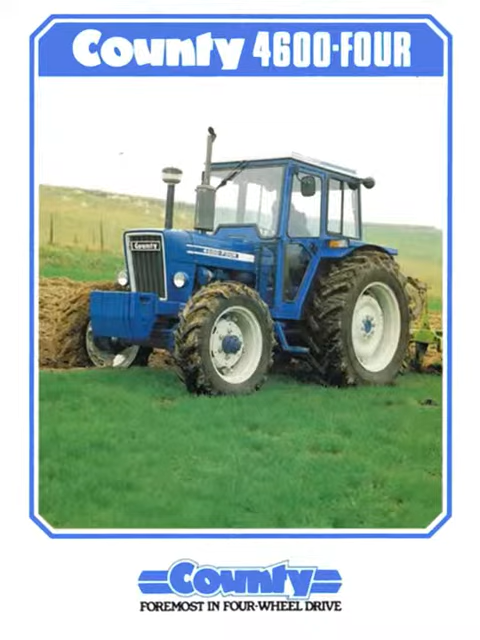 County 4600·FOUR
County
4600 FOUR
County
FOREMOST IN FOUR-WHEEL DRIVE